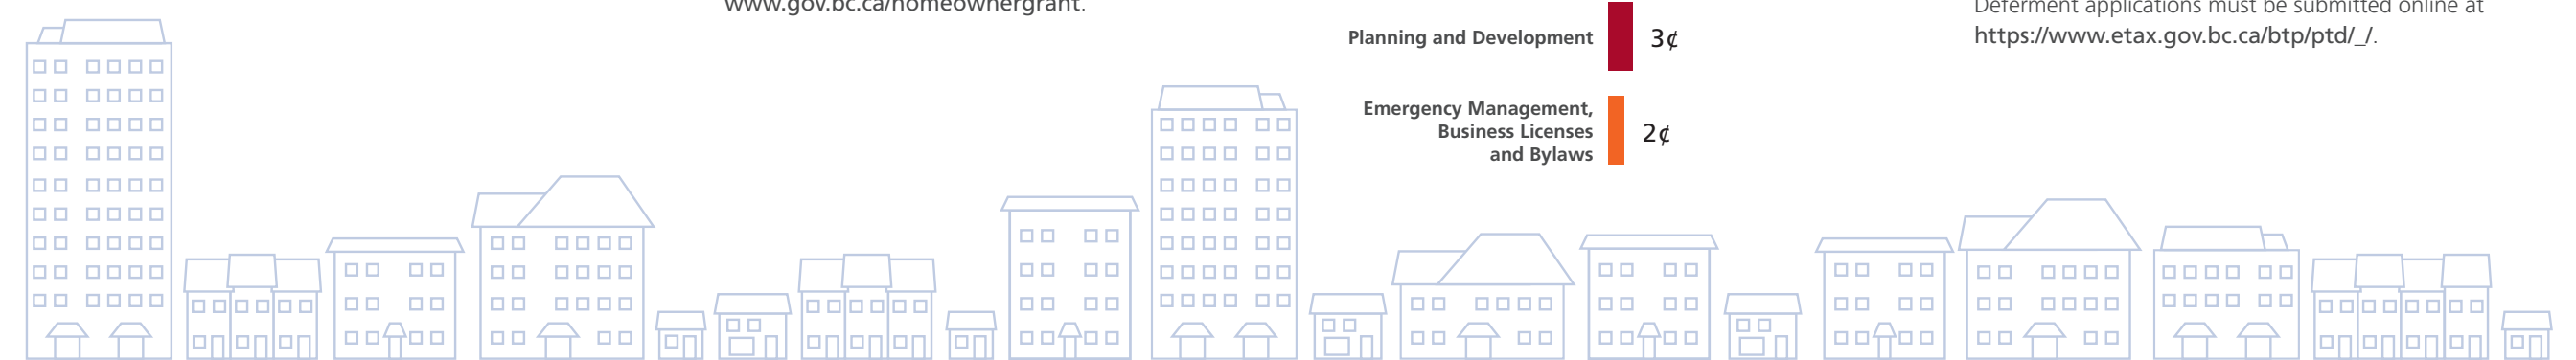 www.gov.bc.ca/homeownergrant.
Planning and Development 3¢
Emergency Management,
Business Licenses
and Bylaws
2¢
Deferment applications must be submitted online at
https://www.etax.gov.bc.ca/btp/ptd/_/.